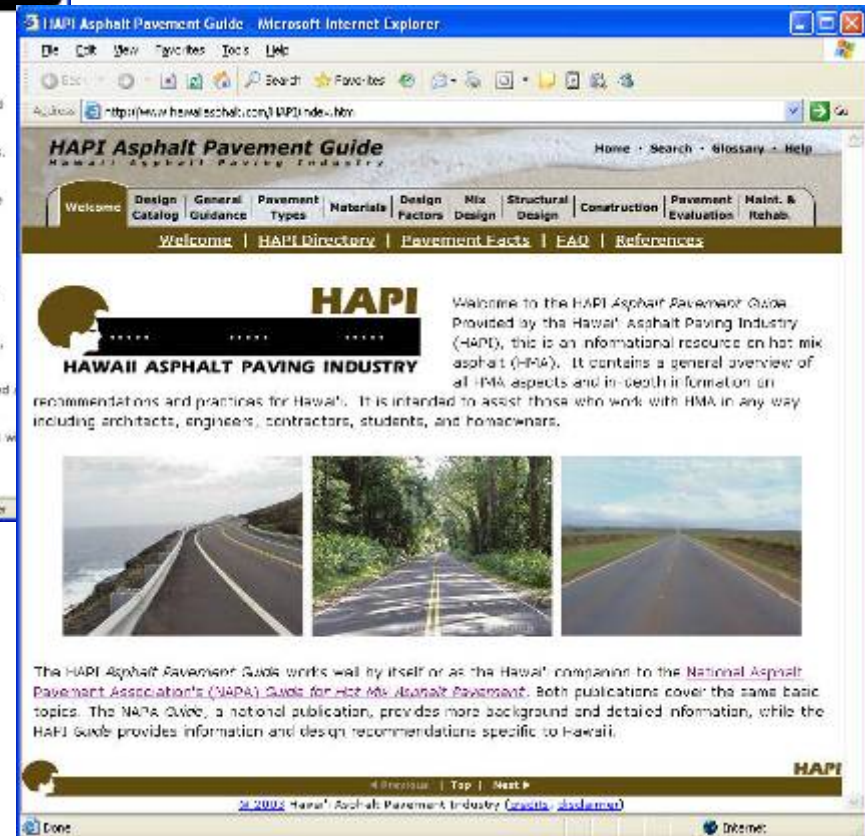 HAPI Asphalt Pavement Guide - Microsoft Internet Explorer
File Edit View Favorites Tools Help
Back Search Favorites
Address http://www.hawaiiasphalt.com/HAPI/index.htm Go
HAPI Asphalt Pavement Guide
Hawaii Asphalt Paving Industry
Home · Search · Glossary · Help
Welcome | Design Catalog | General Guidance | Pavement Types | Materials | Design Factors | Mix Design | Structural Design | Construction | Pavement Evaluation | Maint. & Rehab.
Welcome | HAPI Directory | Pavement Facts | FAQ | References
HAPI
HAWAII ASPHALT PAVING INDUSTRY
Welcome to the HAPI Asphalt Pavement Guide.
Provided by the Hawai'i Asphalt Paving Industry
(HAPI), this is an informational resource on hot mix
asphalt (HMA). It contains a general overview of
all HMA aspects and in-depth information on
recommendations and practices for Hawai'i. It is intended to assist those who work with HMA in any way
including architects, engineers, contractors, students, and homeowners.
The HAPI Asphalt Pavement Guide works well by itself or as the Hawai'i companion to the National Asphalt
Pavement Association's (NAPA) Guide for Hot Mix Asphalt Pavement. Both publications cover the same basic
topics. The NAPA Guide, a national publication, provides more background and detailed information, while the
HAPI Guide provides information and design recommendations specific to Hawaii.
HAPI
Previous | Top | Next
© 2003 Hawai'i Asphalt Pavement Industry (credits, disclaimer)
Done Internet